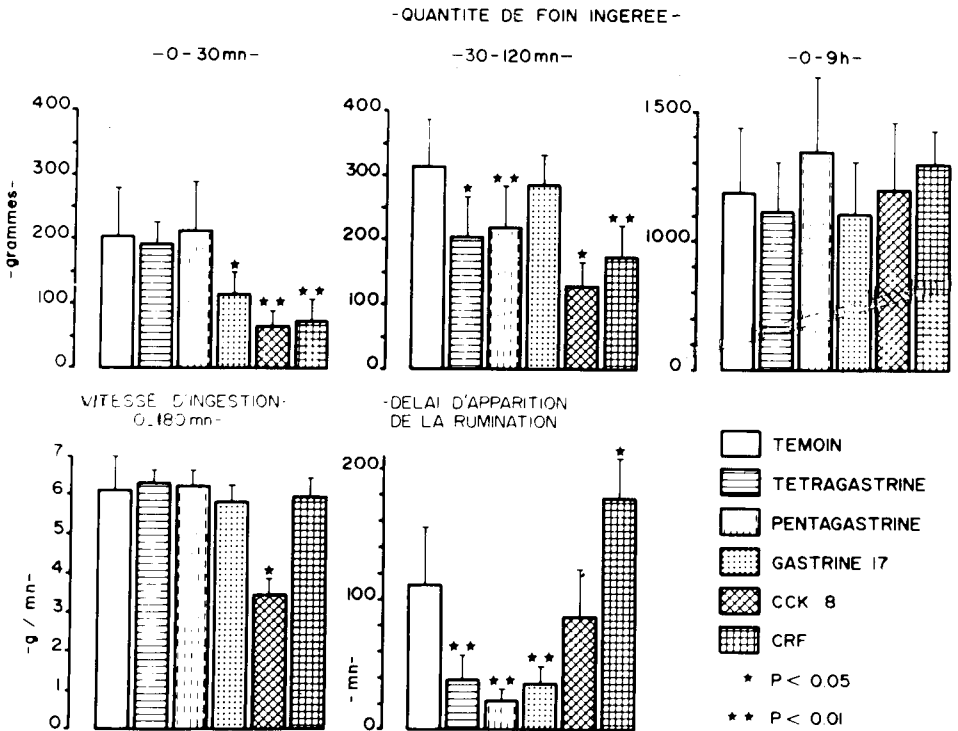 -QUANTITE DE FOIN INGEREE-
-0-30mn-
-30-120mn-
-0-9h-
400
300
200
100
0
-grammes-
★
★★
★★
400
300
200
100
0
★
★★
★
★★
1500
1000
0
VITESSE D'INGESTION-
0-180mn-
7
6
5
4
3
2
1
0
-g/mn-
★
-DELAI D'APPARITION
DE LA RUMINATION
200
100
0
-mn-
★★
★★
★★
★
TEMOIN
TETRAGASTRINE
PENTAGASTRINE
GASTRINE 17
CCK 8
CRF
★ P < 0.05
★★ P < 0.01